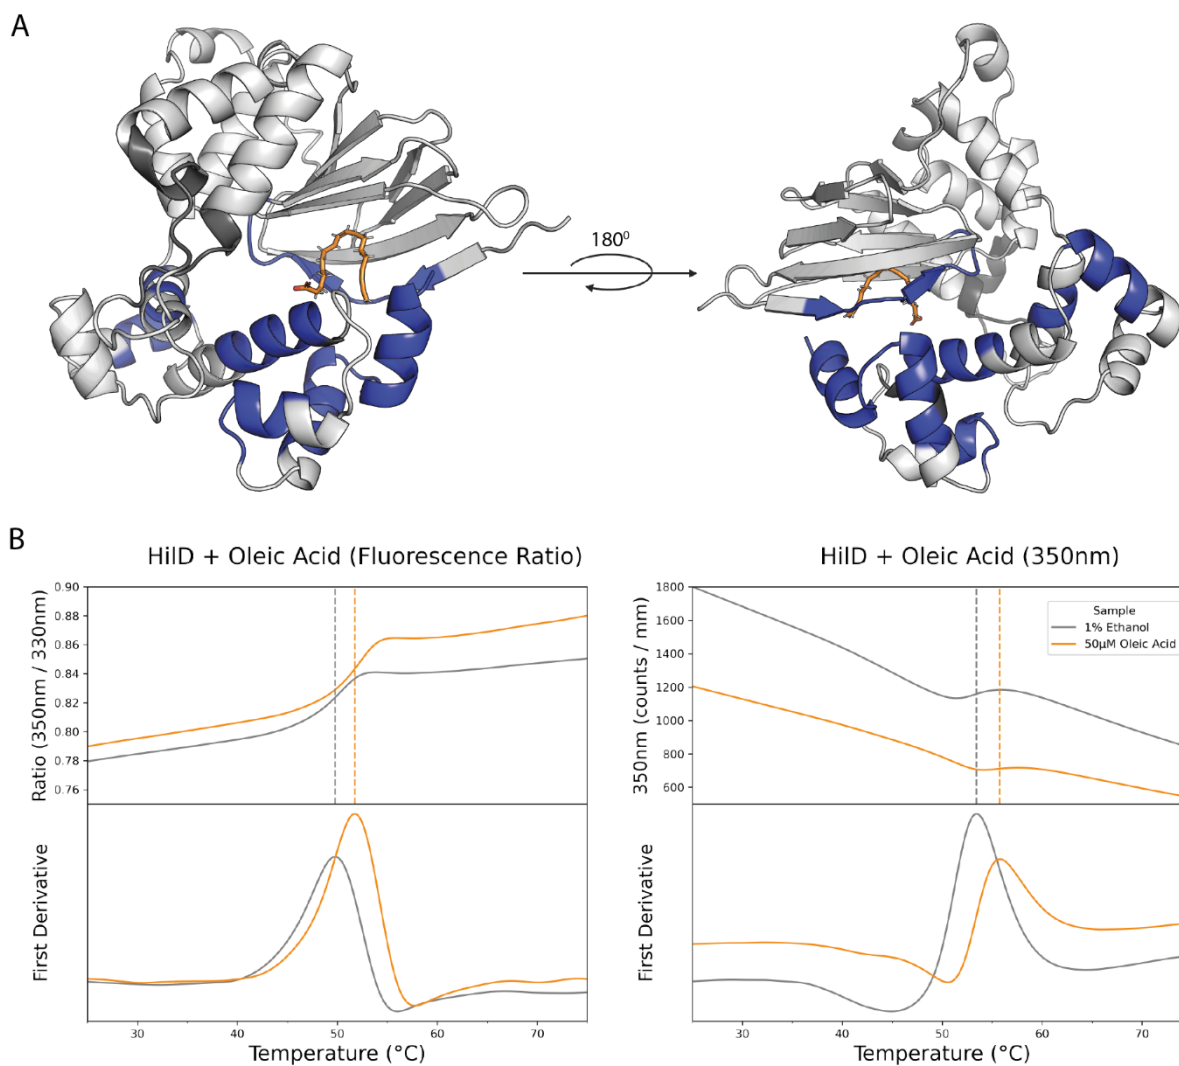 A
180⁰
B
HilD + Oleic Acid (Fluorescence Ratio)
Ratio (350nm / 330nm)
0.90
0.88
0.86
0.84
0.82
0.80
0.78
0.76
First Derivative
30
40
50
60
70
Temperature (°C)
HilD + Oleic Acid (350nm)
350nm (counts / mm)
1800
1600
1400
1200
1000
800
600
Sample
1% Ethanol
50μM Oleic Acid
First Derivative
30
40
50
60
70
Temperature (°C)